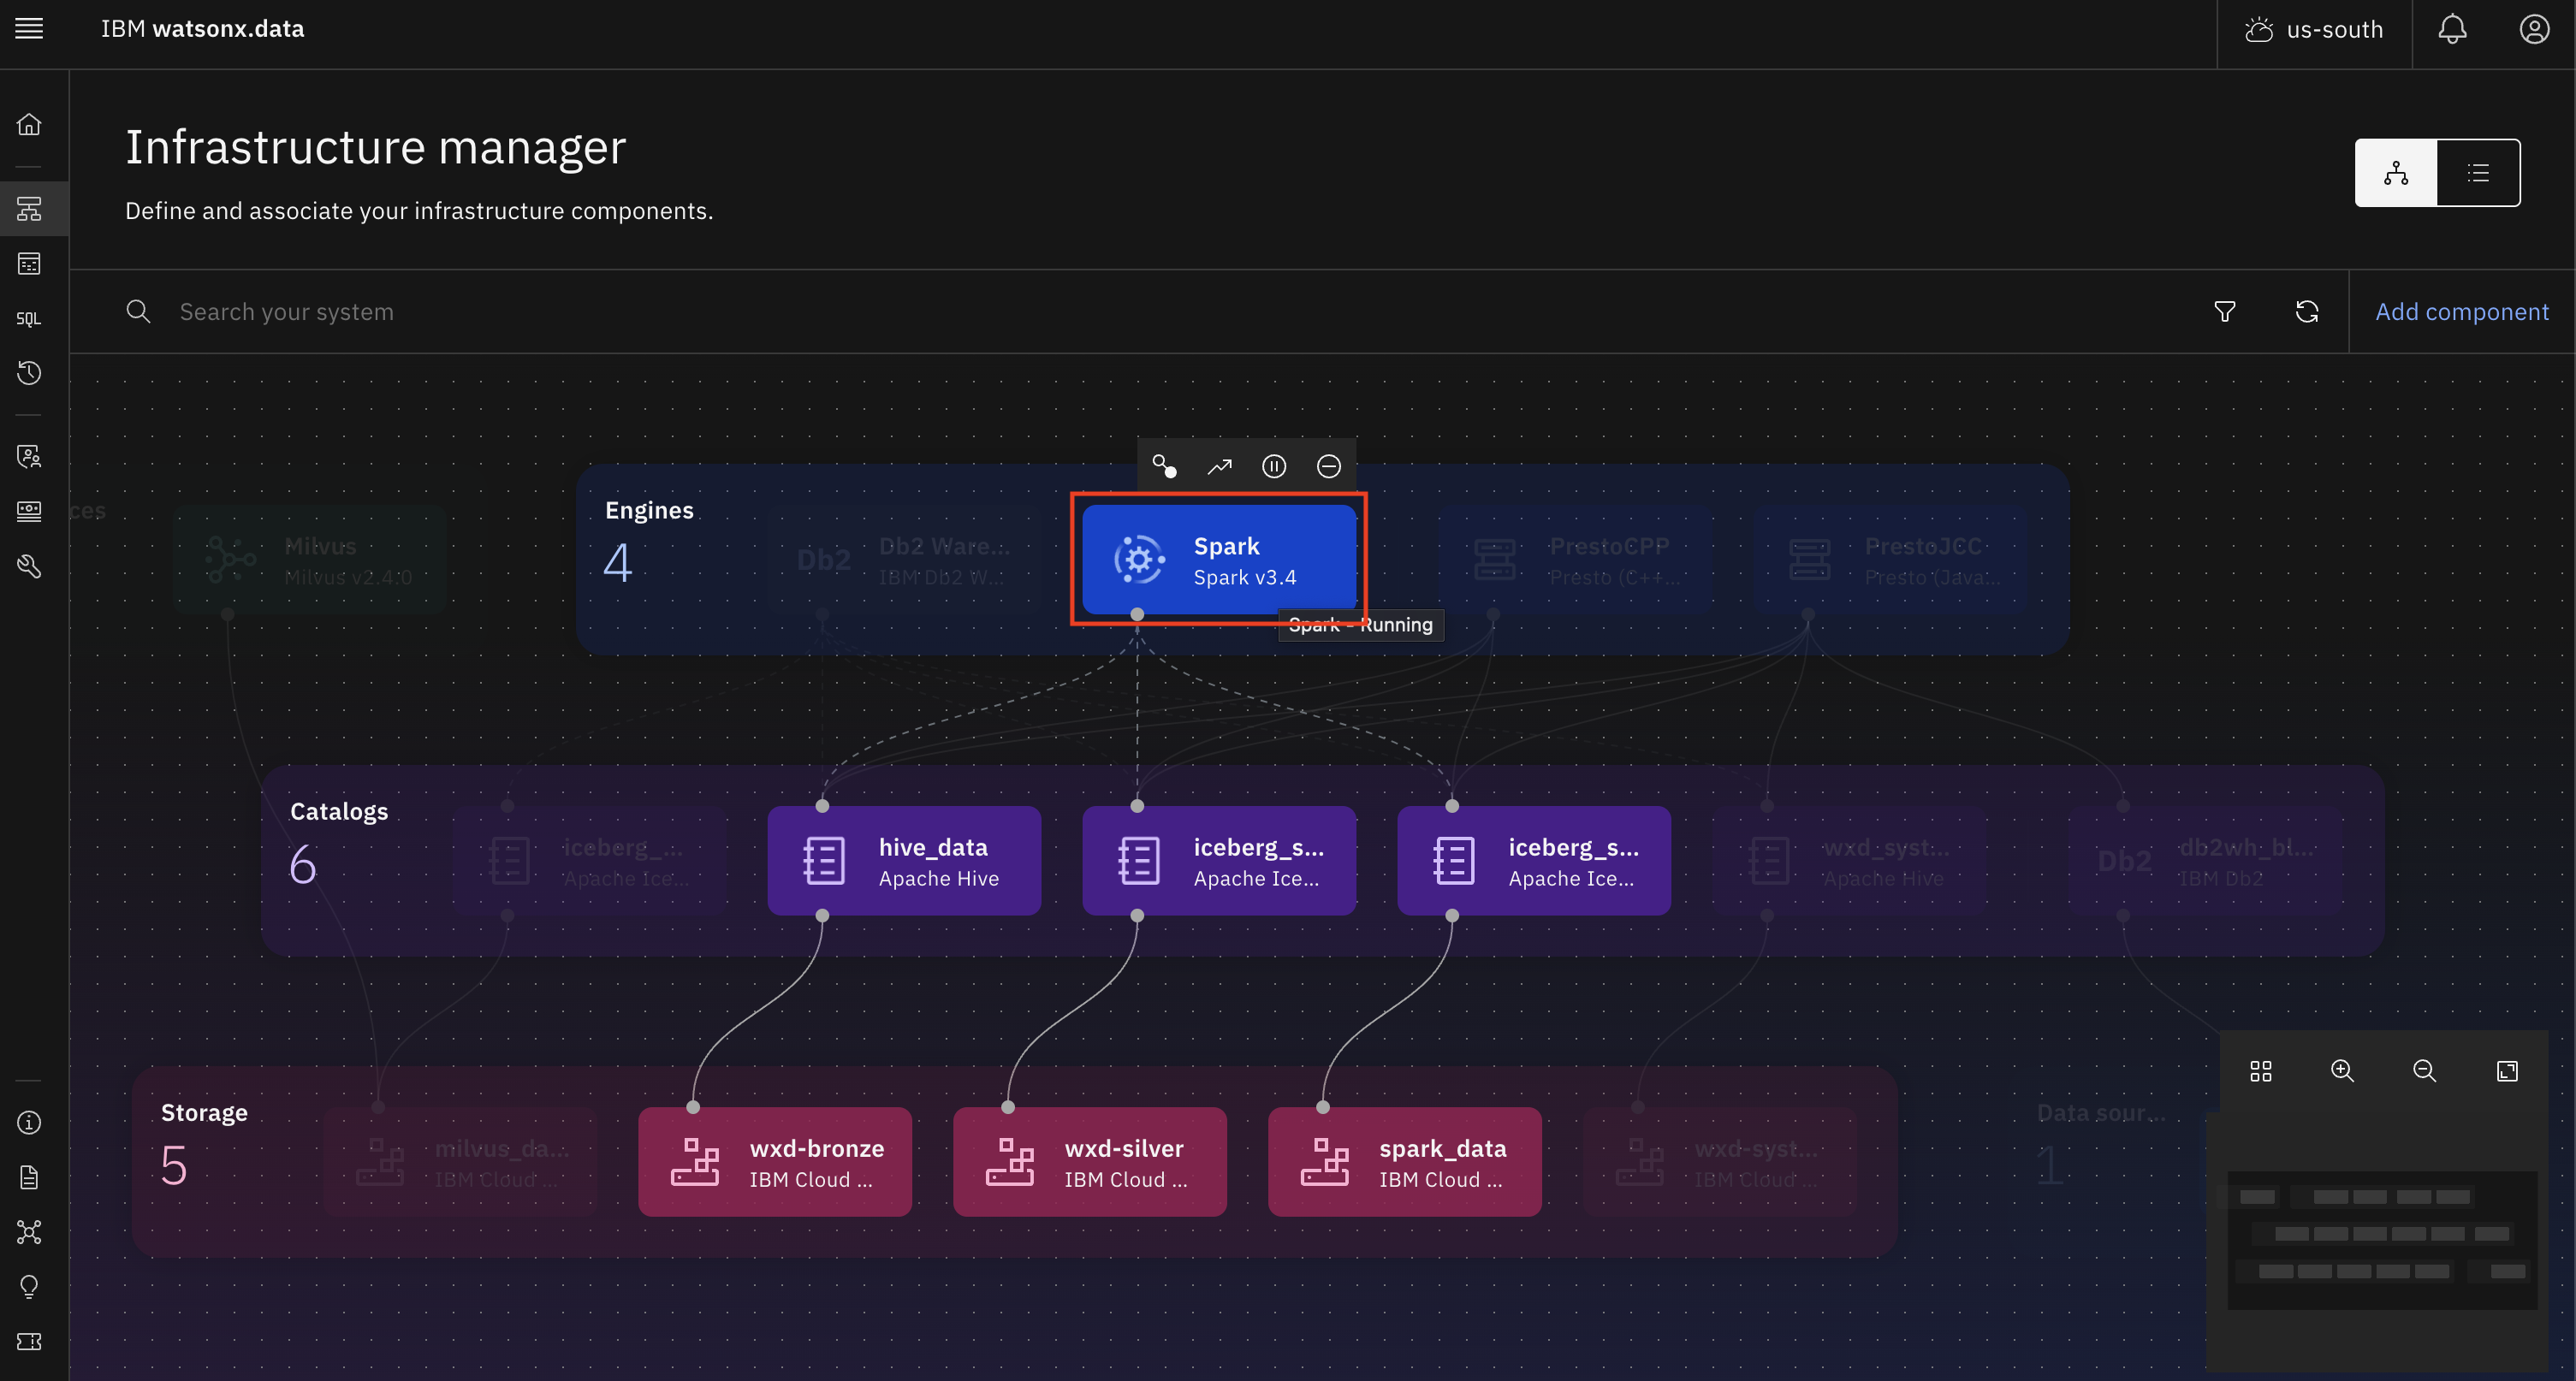 IBM watsonx.data
us-south
Infrastructure manager
Define and associate your infrastructure components.
SQL
Search your system
Add component
ces
Milvus
Milvus v2.4.0
Engines
4
Db2
Db2 Ware...
IBM Db2 W...
Spark
Spark v3.4
PrestoCPP
Presto (C++...
PrestoJCC
Presto (Java...
Spark - Running
Catalogs
6
iceberg_...
Apache Ice...
hive_data
Apache Hive
iceberg_s...
Apache Ice...
iceberg_s...
Apache Ice...
wxd_syst...
Apache Hive
Db2
db2wh_bl...
IBM Db2
Storage
5
milvus_da...
IBM Cloud ...
wxd-bronze
IBM Cloud ...
wxd-silver
IBM Cloud ...
spark_data
IBM Cloud ...
wxd-syst...
IBM Cloud ...
Data sour...
1